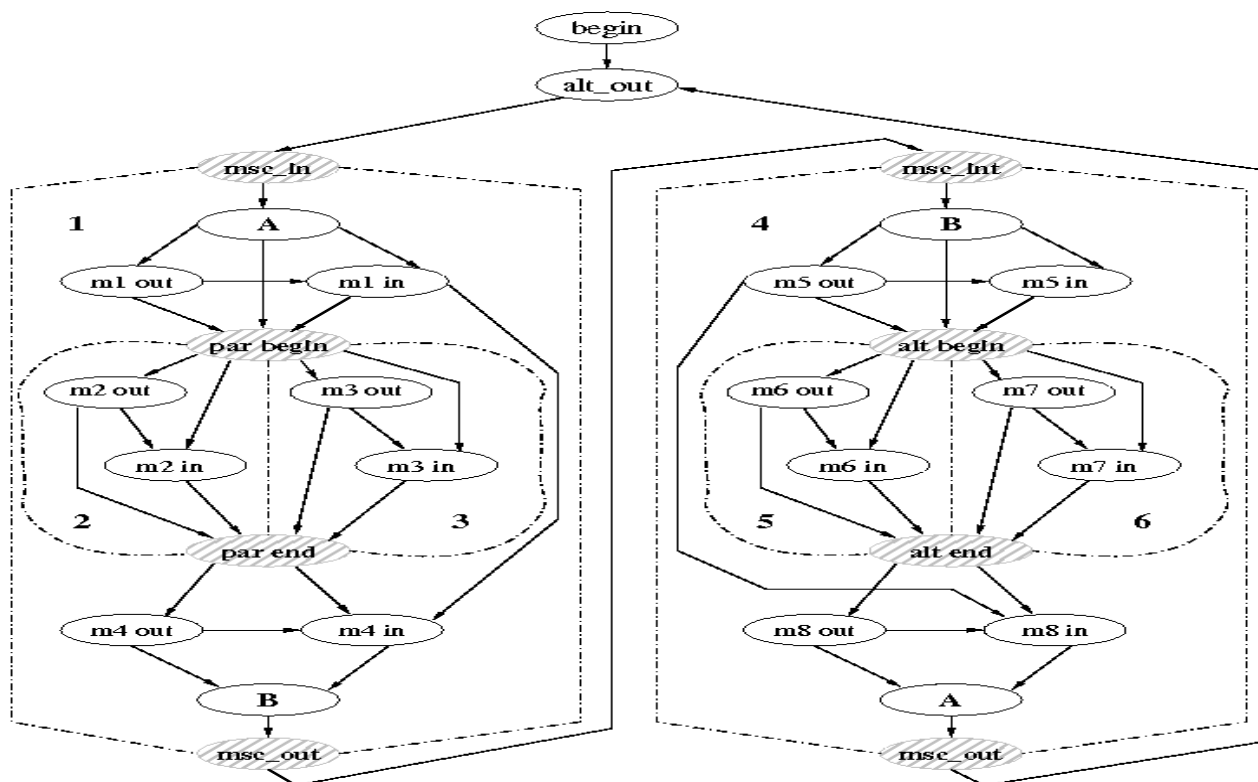 begin
alt_out
msc_in
1
A
m1 out
m1 in
par begin
m2 out
m3 out
m2 in
m3 in
2
3
par end
m4 out
m4 in
B
msc_out
msc_int
4
B
m5 out
m5 in
alt begin
m6 out
m7 out
m6 in
m7 in
5
6
alt end
m8 out
m8 in
A
msc_out